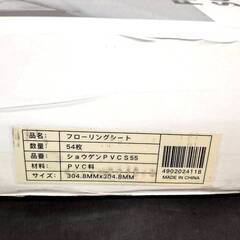 品名： フローリングシート
数量： 54枚
品番： ショウゲンPVCS55
材料： PVC料
サイズ： 304.8MM×304.8MM
4902024118
MADE IN CHINA